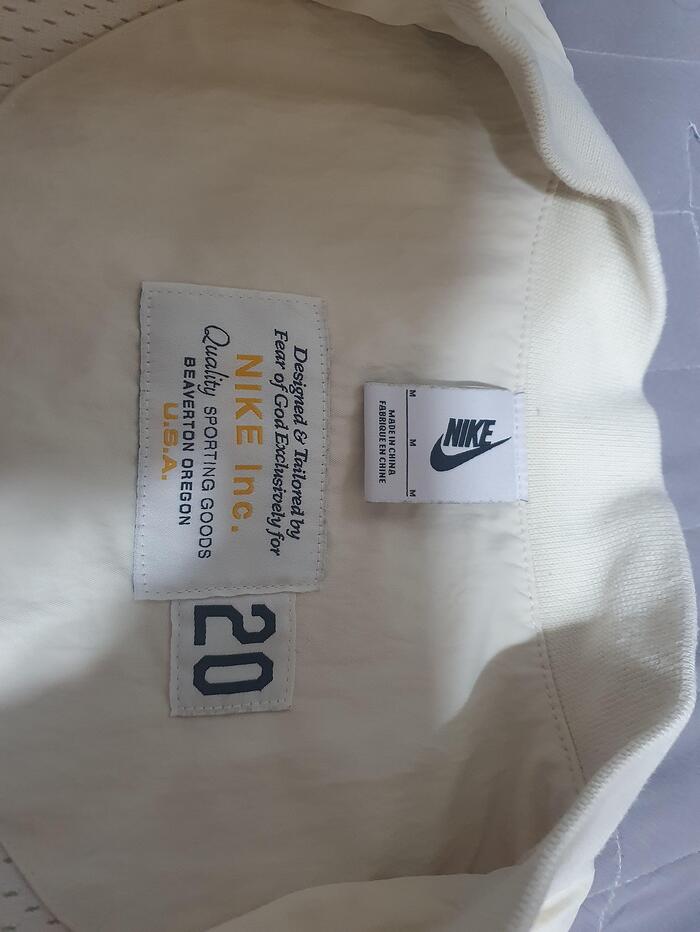 NIKE
M M M
MADE IN CHINA
FABRIQUE EN CHINE
Designed & Tailored by
Fear of God Exclusively for
NIKE Inc.
Quality SPORTING GOODS
BEAVERTON OREGON
U.S.A.
20